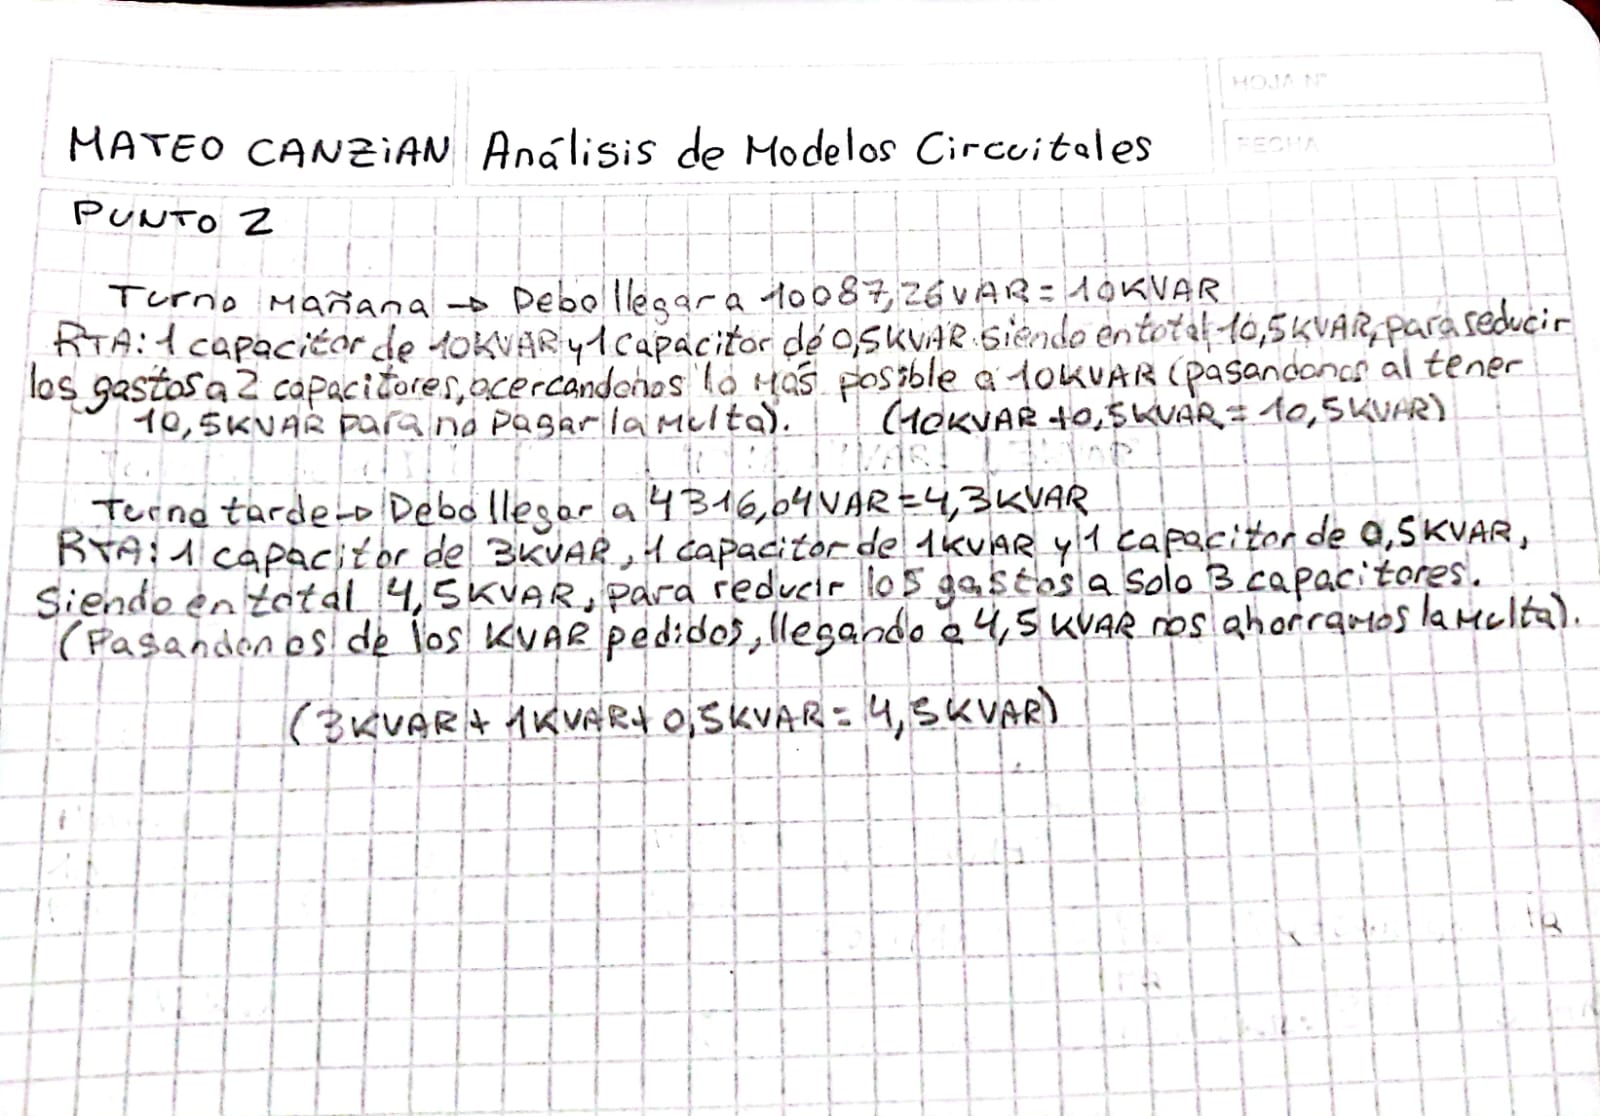 HOJA N°
FECHA
MATEO CANZiAN Análisis de Modelos Circuitales
PUNTO 2
Turno Mañana → Debo llegar a 10087,26VAR = 10KVAR
RTA: 1 capacitor de 10KVAR y 1 capacitor de 0,5KVAR. Siendo en total 10,5KVAR, para reducir
los gastos a 2 capacitores, acercandonos lo Más posible a 10KVAR (pasandonos al tener
10,5KVAR para no Pagar la Multa). (10KVAR + 0,5KVAR = 10,5KVAR)
Turno tarde → Debo llegar a 4316,04VAR = 4,3KVAR
RTA: 1 capacitor de 3KVAR, 1 capacitor de 1KVAR y 1 capacitor de 0,5KVAR,
Siendo en total 4,5KVAR, para reducir los gastos a Solo 3 capacitores.
(Pasandonos de los KVAR pedidos, llegando a 4,5 KVAR nos ahorramos la Multa).
(3KVAR + 1KVAR + 0,5KVAR = 4,5KVAR)